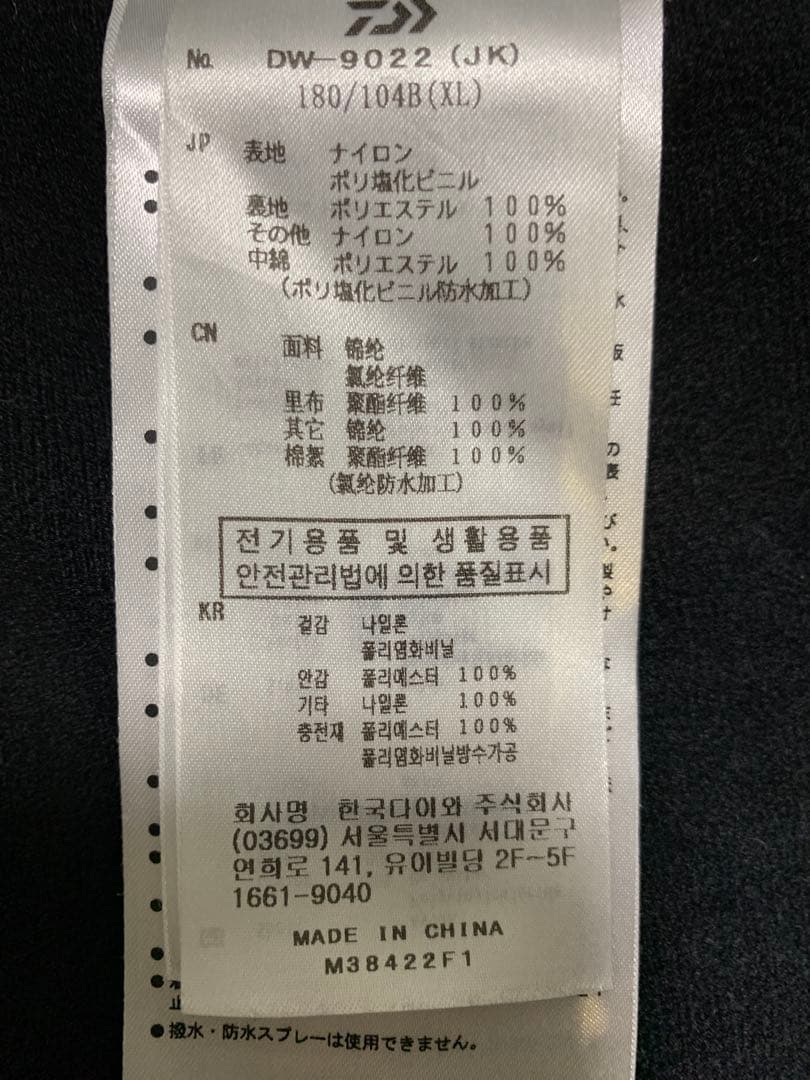 No. DW-9022(JK)
180/104B(XL)
JP 表地 ナイロン
ポリ塩化ビニル
裏地 ポリエステル 100%
その他 ナイロン 100%
中綿 ポリエステル 100%
(ポリ塩化ビニル防水加工)
CN 面料 锦纶
氯纶纤维
里布 聚酯纤维 100%
其它 锦纶 100%
棉絮 聚酯纤维 100%
(氯纶防水加工)
전기용품 및 생활용품
안전관리법에 의한 품질표시
KR 겉감 나일론
폴리염화비닐
안감 폴리에스터 100%
기타 나일론 100%
충전재 폴리에스터 100%
폴리염화비닐방수가공
회사명 한국다이와 주식회사
(03699) 서울특별시 서대문구
연희로 141, 유이빌딩 2F~5F
1661-9040
MADE IN CHINA
M38422F1
●撥水・防水スプレーは使用できません。